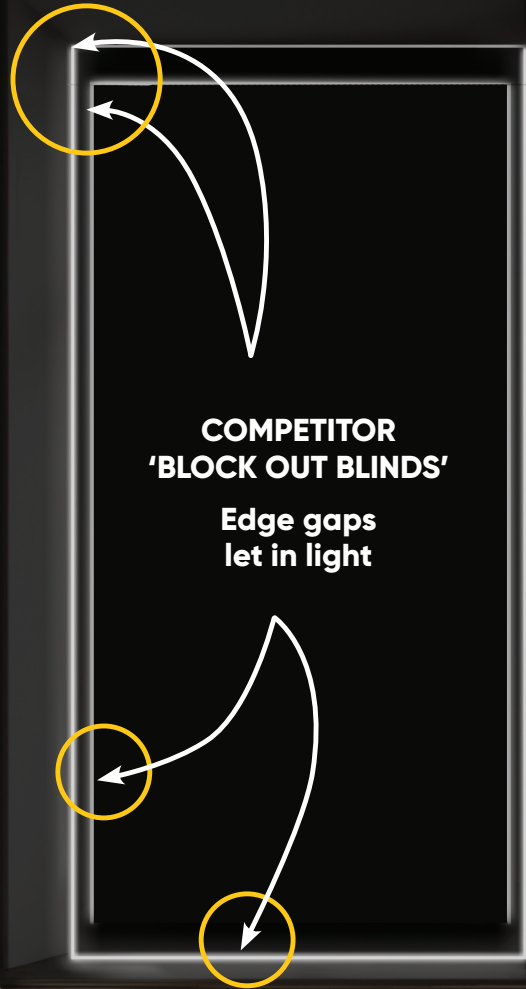 COMPETITOR
‘BLOCK OUT BLINDS’
Edge gaps
let in light